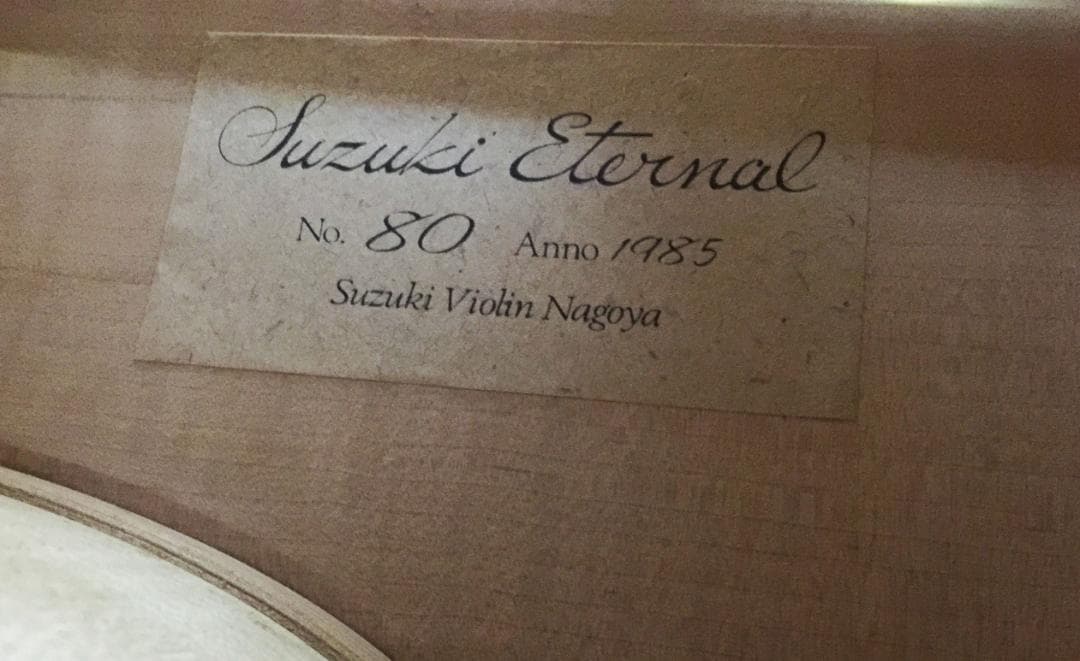 Suzuki Eternal
No. 80 Anno 1985
Suzuki Violin Nagoya